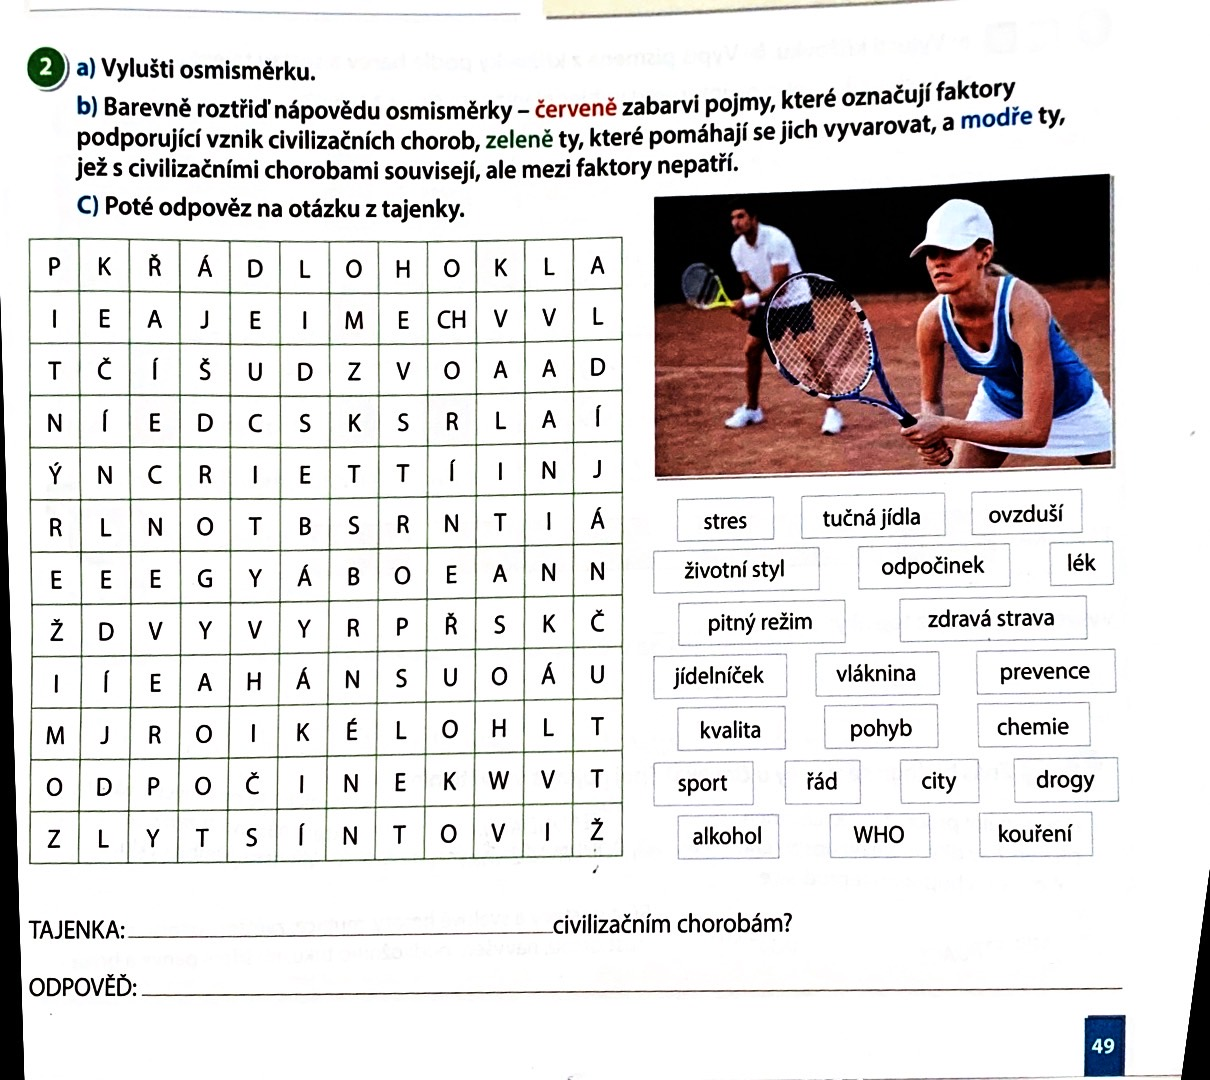 2 a) Vylušti osmisměrku.
b) Barevně roztřiď nápovědu osmisměrky – červeně zabarvi pojmy, které označují faktory
podporující vznik civilizačních chorob, zeleně ty, které pomáhají se jich vyvarovat, a modře ty,
jež s civilizačními chorobami souvisejí, ale mezi faktory nepatří.
C) Poté odpověz na otázku z tajenky.
P K Ř Á D L O H O K L A
I E A J E I M E CH V V L
T Č Í Š U D Z V O A A D
N Í E D C S K S R L A Í
Ý N C R I E T T Í I N J
R L N O T B S R N T I Á
E E E G Y Á B O E A N N
Ž D V Y V Y R P Ř S K Č
I Í E A H Á N S U O Á U
M J R O I K É L O H L T
O D P O Č I N E K W V T
Z L Y T S Í N T O V I Ž
stres tučná jídla ovzduší
životní styl odpočinek lék
pitný režim zdravá strava
jídelníček vláknina prevence
kvalita pohyb chemie
sport řád city drogy
alkohol WHO kouření
TAJENKA: civilizačním chorobám?
ODPOVĚĎ:
49